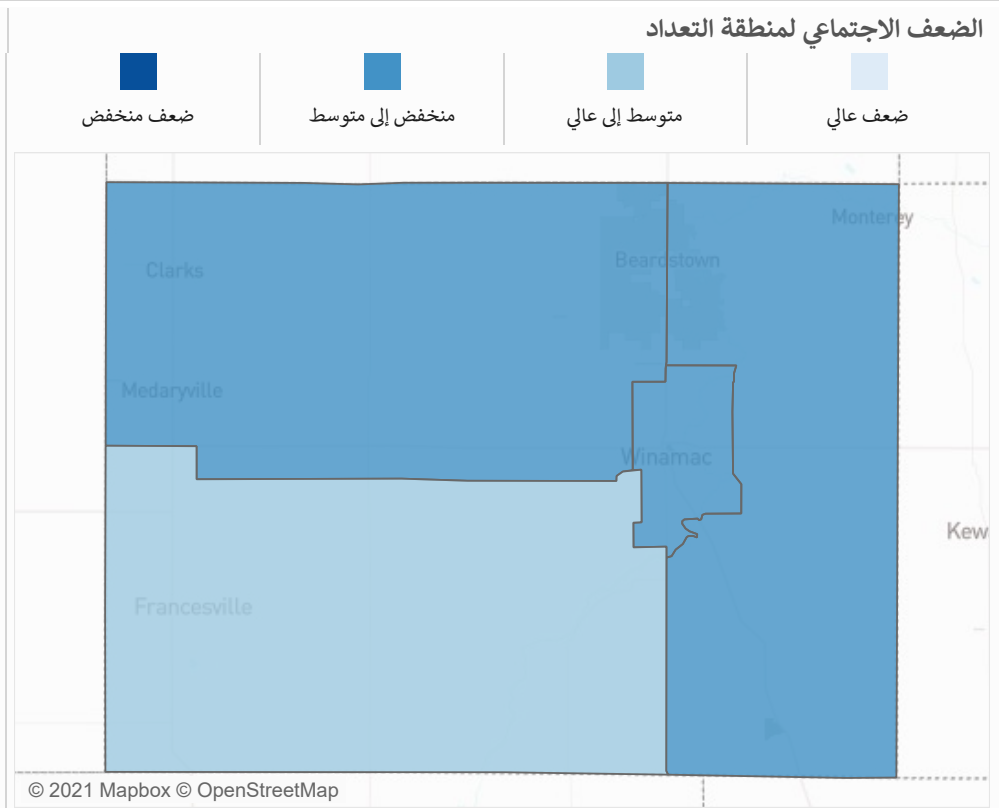 الضعف الاجتماعي لمنطقة التعداد
ضعف عالي
متوسط إلى عالي
منخفض إلى متوسط
ضعف منخفض
Monterey
Beardstown
Clarks
Medaryville
Winamac
Kew
Francesville
© 2021 Mapbox © OpenStreetMap